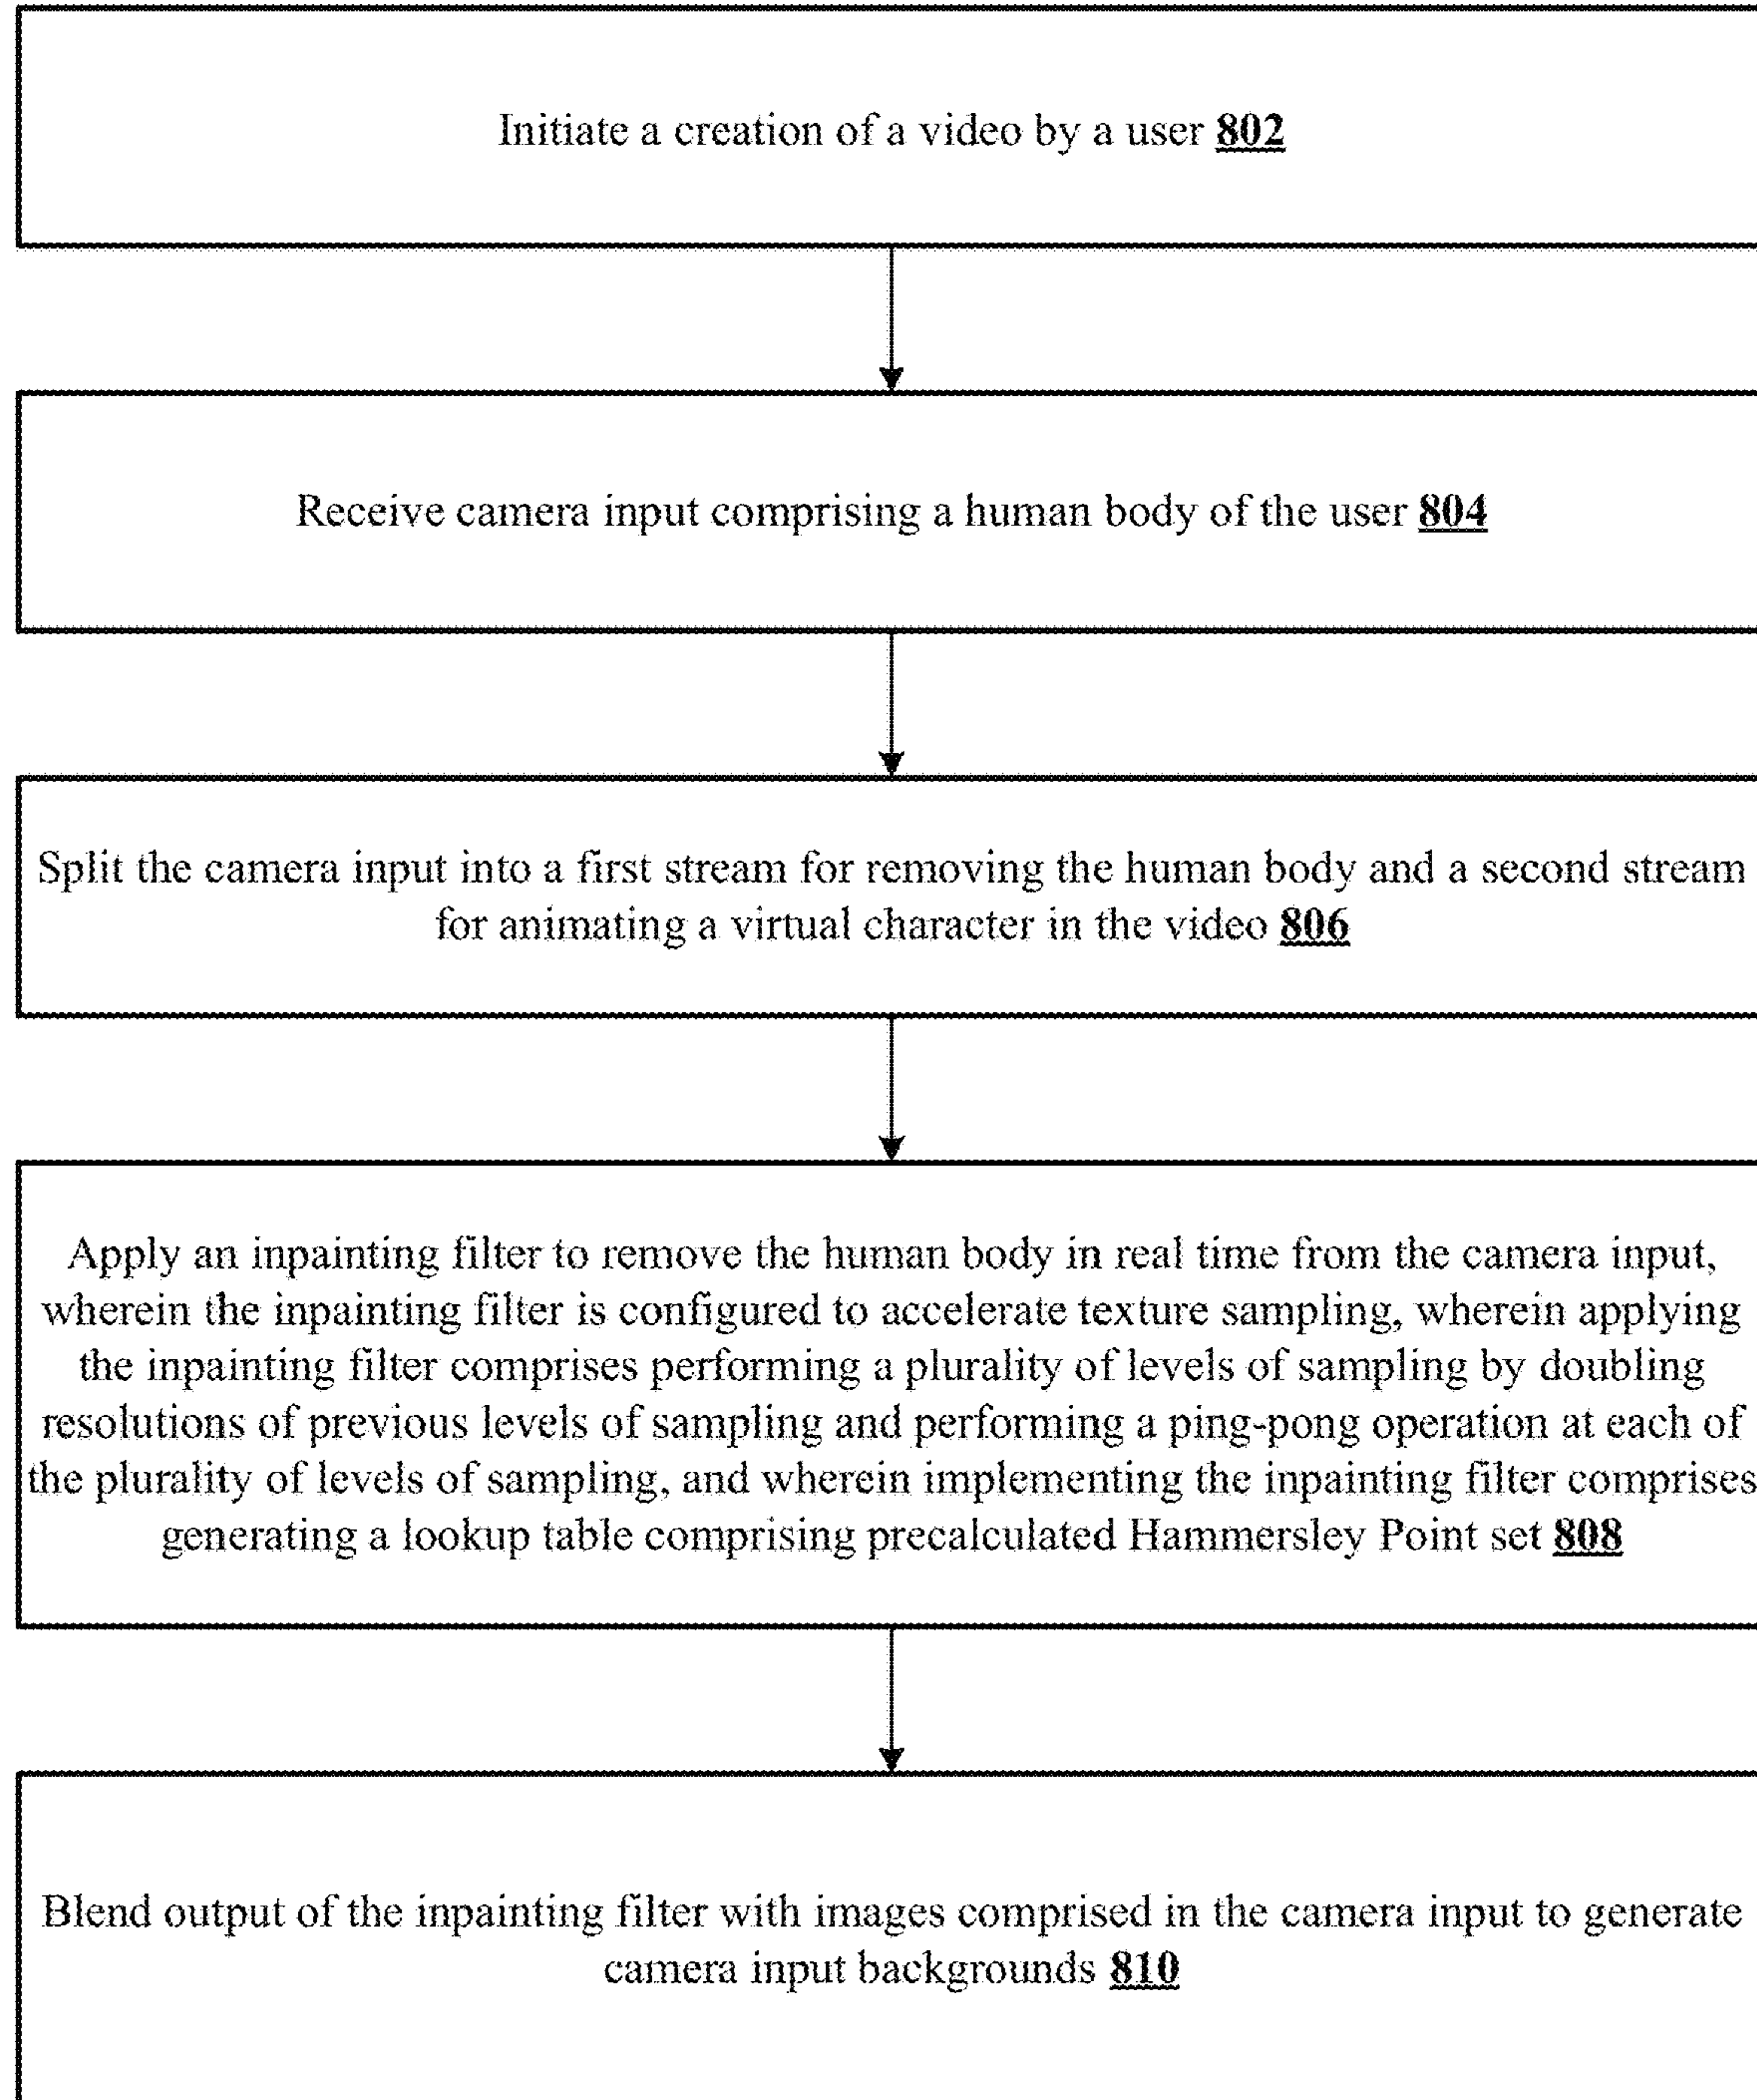 Initiate a creation of a video by a user 802
Receive camera input comprising a human body of the user 804
Split the camera input into a first stream for removing the human body and a second stream
for animating a virtual character in the video 806
Apply an inpainting filter to remove the human body in real time from the camera input,
wherein the inpainting filter is configured to accelerate texture sampling, wherein applying
the inpainting filter comprises performing a plurality of levels of sampling by doubling
resolutions of previous levels of sampling and performing a ping-pong operation at each of
the plurality of levels of sampling, and wherein implementing the inpainting filter comprises
generating a lookup table comprising precalculated Hammersley Point set 808
Blend output of the inpainting filter with images comprised in the camera input to generate
camera input backgrounds 810